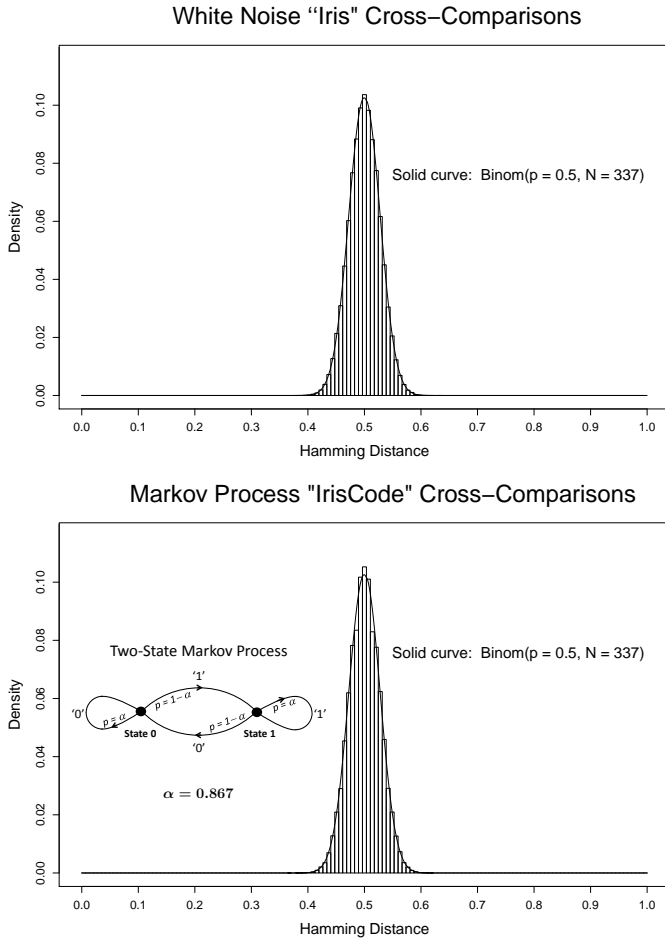 White Noise “Iris" Cross−Comparisons
0.10
0.08
0.06
0.04
0.02
0.00
Density
Solid curve: Binom(p = 0.5, N = 337)
0.0 0.1 0.2 0.3 0.4 0.5 0.6 0.7 0.8 0.9 1.0
Hamming Distance
Markov Process "IrisCode" Cross−Comparisons
0.10
0.08
0.06
0.04
0.02
0.00
Density
Solid curve: Binom(p = 0.5, N = 337)
Two-State Markov Process
‘1’
p = 1-α
p = α
‘0’
p = α
p = 1-α
‘1’
State 0
State 1
‘0’
α = 0.867
0.0 0.1 0.2 0.3 0.4 0.5 0.6 0.7 0.8 0.9 1.0
Hamming Distance